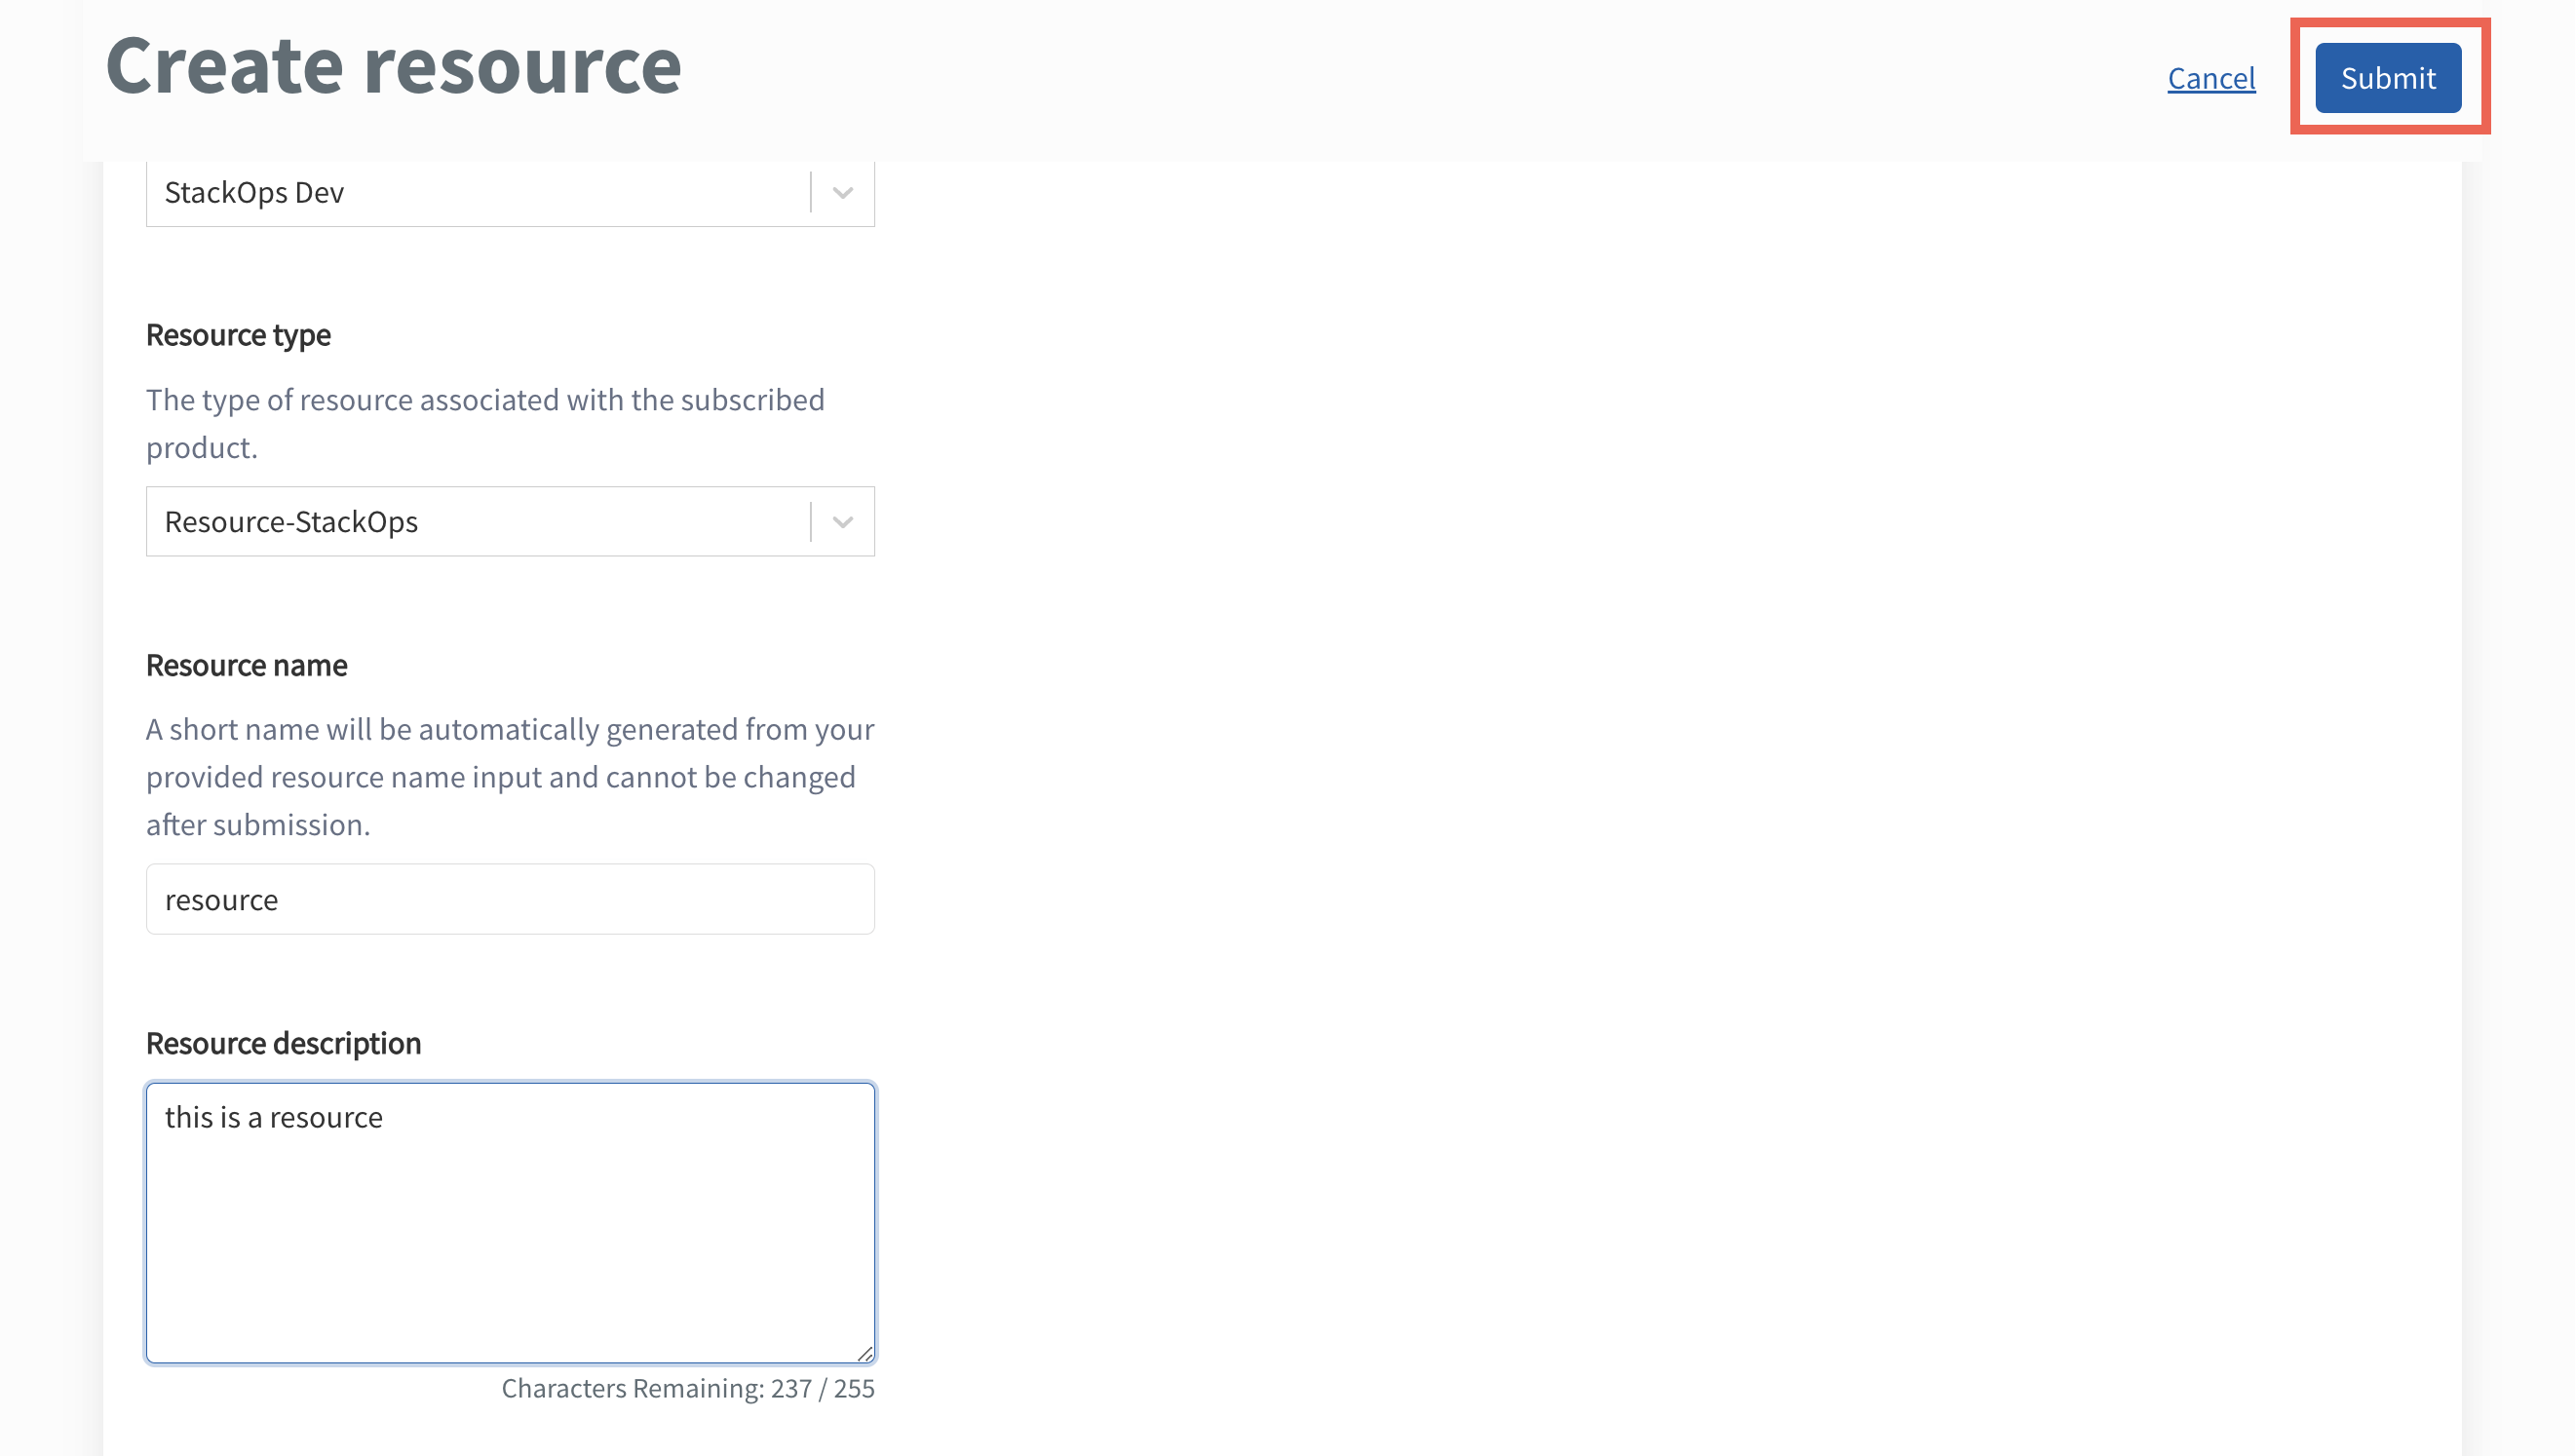 Create resource
Cancel
Submit
StackOps Dev
Resource type
The type of resource associated with the subscribed
product.
Resource-StackOps
Resource name
A short name will be automatically generated from your
provided resource name input and cannot be changed
after submission.
resource
Resource description
this is a resource
Characters Remaining: 237 / 255